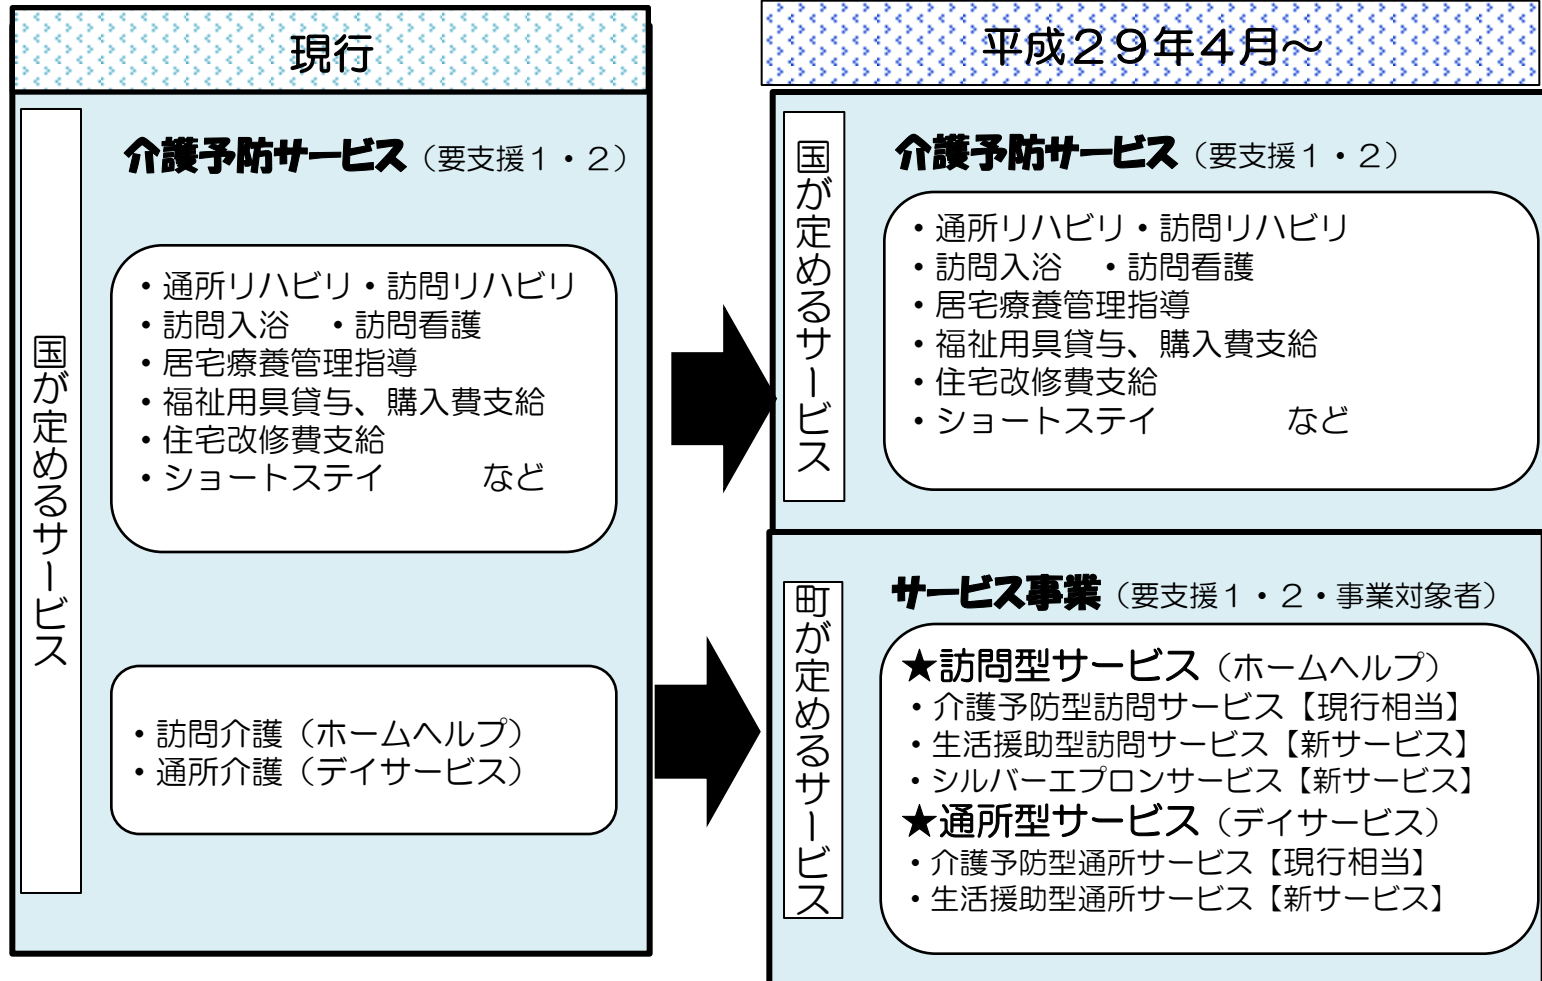 現行
国が定めるサービス
介護予防サービス（要支援１・２）
・通所リハビリ・訪問リハビリ
・訪問入浴　・訪問看護
・居宅療養管理指導
・福祉用具貸与、購入費支給
・住宅改修費支給
・ショートステイ　　　など
・訪問介護（ホームヘルプ）
・通所介護（デイサービス）
平成２９年４月～
国が定めるサービス
介護予防サービス（要支援１・２）
・通所リハビリ・訪問リハビリ
・訪問入浴　・訪問看護
・居宅療養管理指導
・福祉用具貸与、購入費支給
・住宅改修費支給
・ショートステイ　　　　など
町が定めるサービス
サービス事業（要支援１・２・事業対象者）
★訪問型サービス（ホームヘルプ）
・介護予防型訪問サービス【現行相当】
・生活援助型訪問サービス【新サービス】
・シルバーエプロンサービス【新サービス】
★通所型サービス（デイサービス）
・介護予防型通所サービス【現行相当】
・生活援助型通所サービス【新サービス】